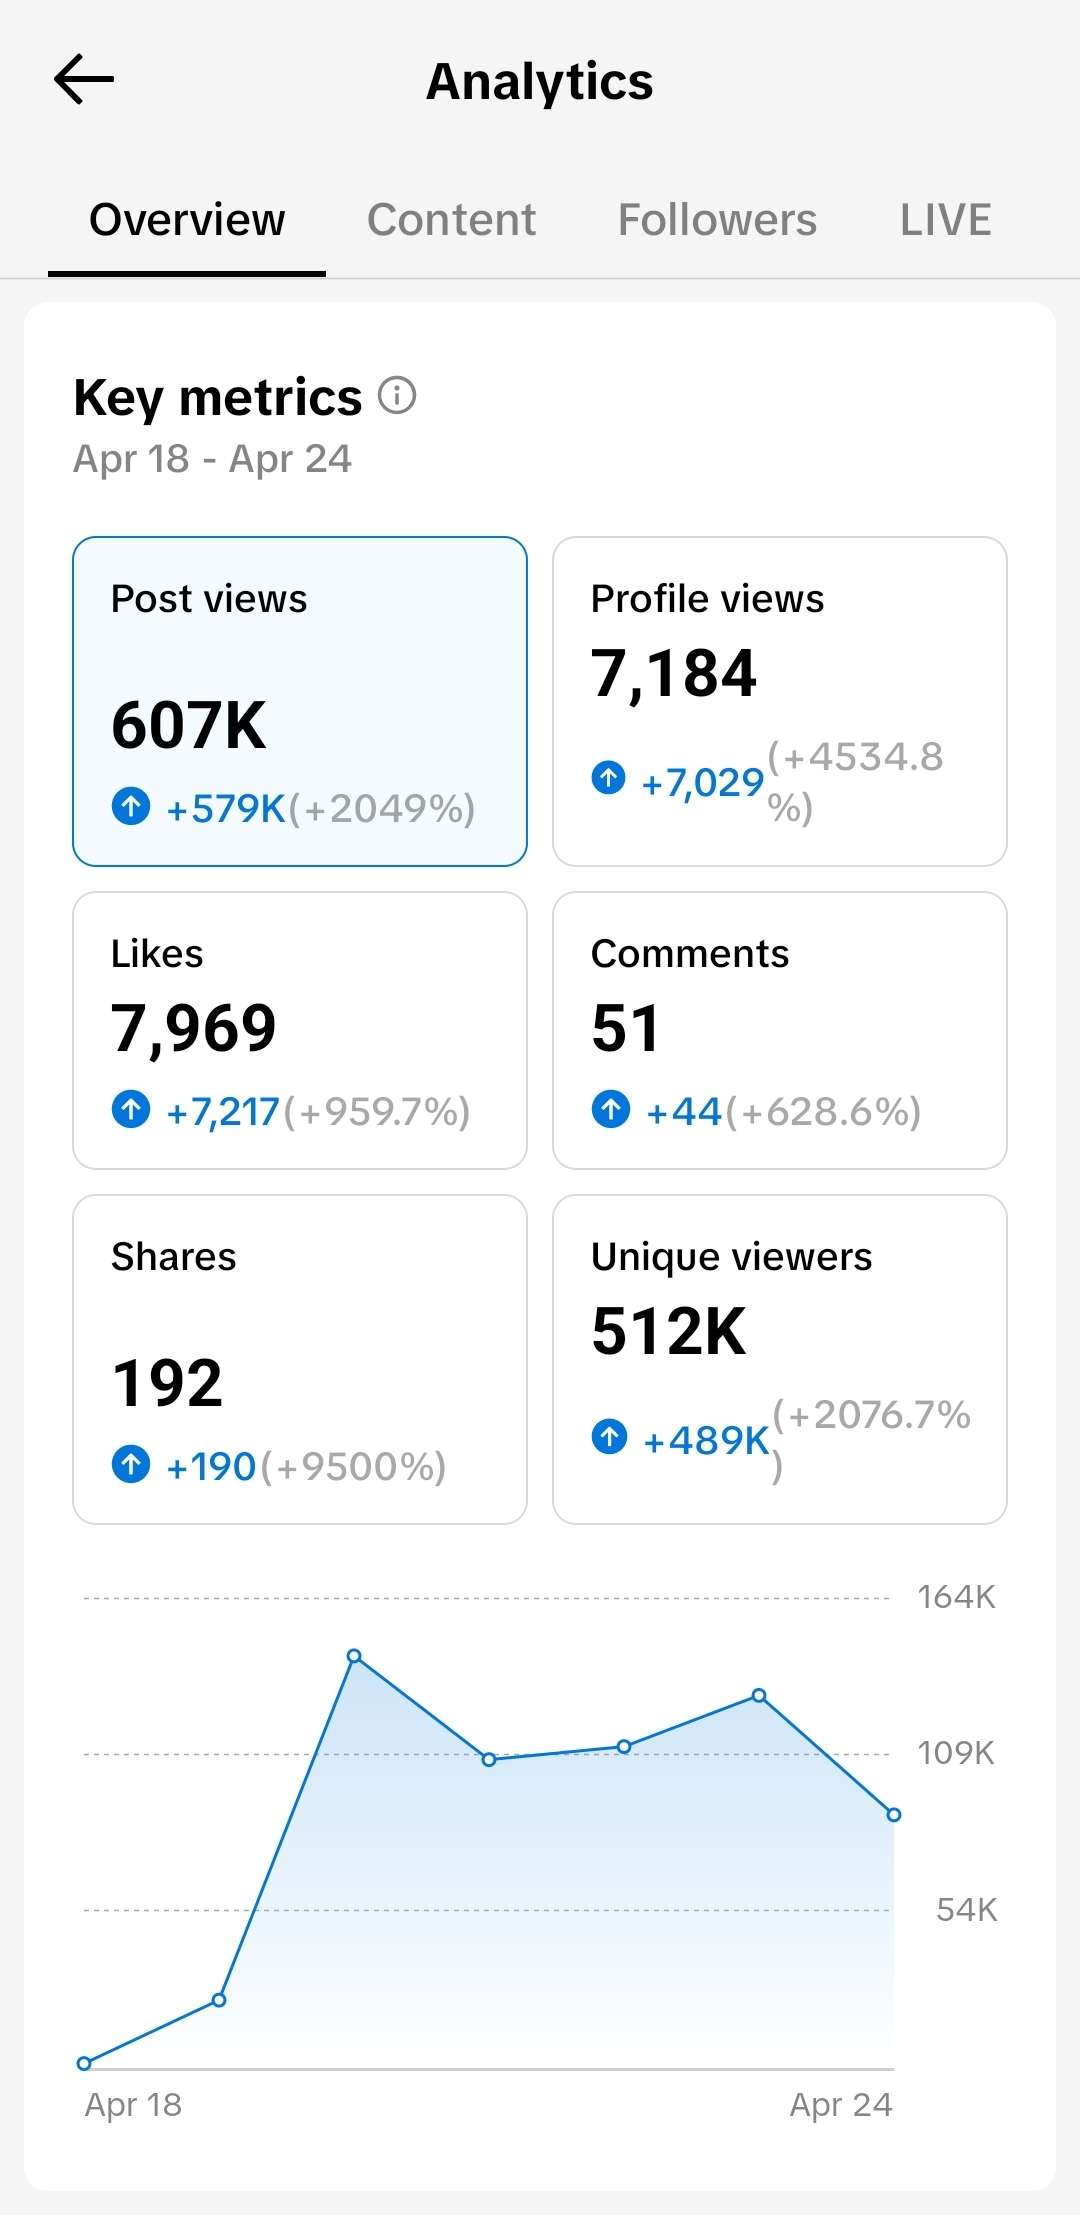 Analytics
Overview Content Followers LIVE
Key metrics
Apr 18 - Apr 24
Post views
607K
+579K(+2049%)
Profile views
7,184
+7,029(+4534.8
%)
Likes
7,969
+7,217(+959.7%)
Comments
51
+44(+628.6%)
Shares
192
+190(+9500%)
Unique viewers
512K
+489K(+2076.7%
)
164K
109K
54K
Apr 18 Apr 24